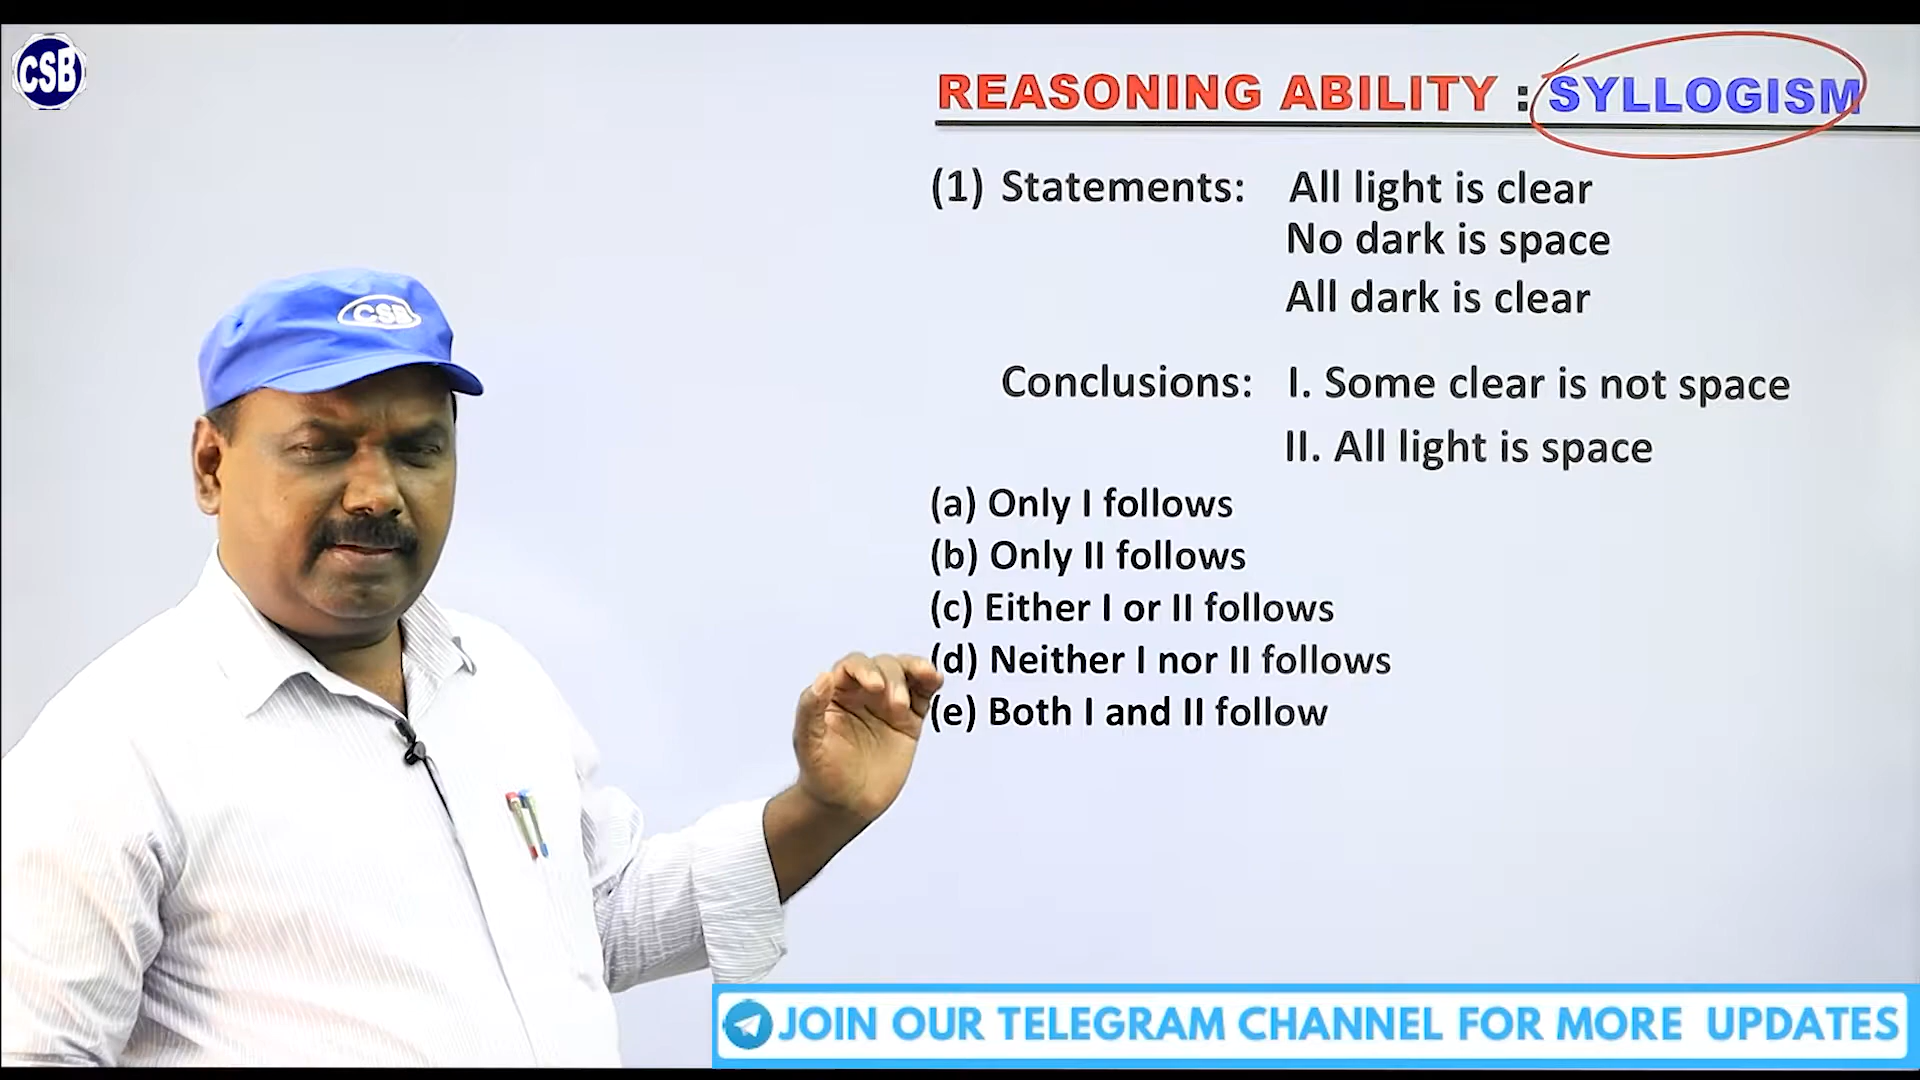 CSB
REASONING ABILITY : SYLLOGISM
(1) Statements: All light is clear
No dark is space
All dark is clear
CSB
Conclusions: I. Some clear is not space
II. All light is space
(a) Only I follows
(b) Only II follows
(c) Either I or II follows
(d) Neither I nor II follows
(e) Both I and II follow
JOIN OUR TELEGRAM CHANNEL FOR MORE UPDATES